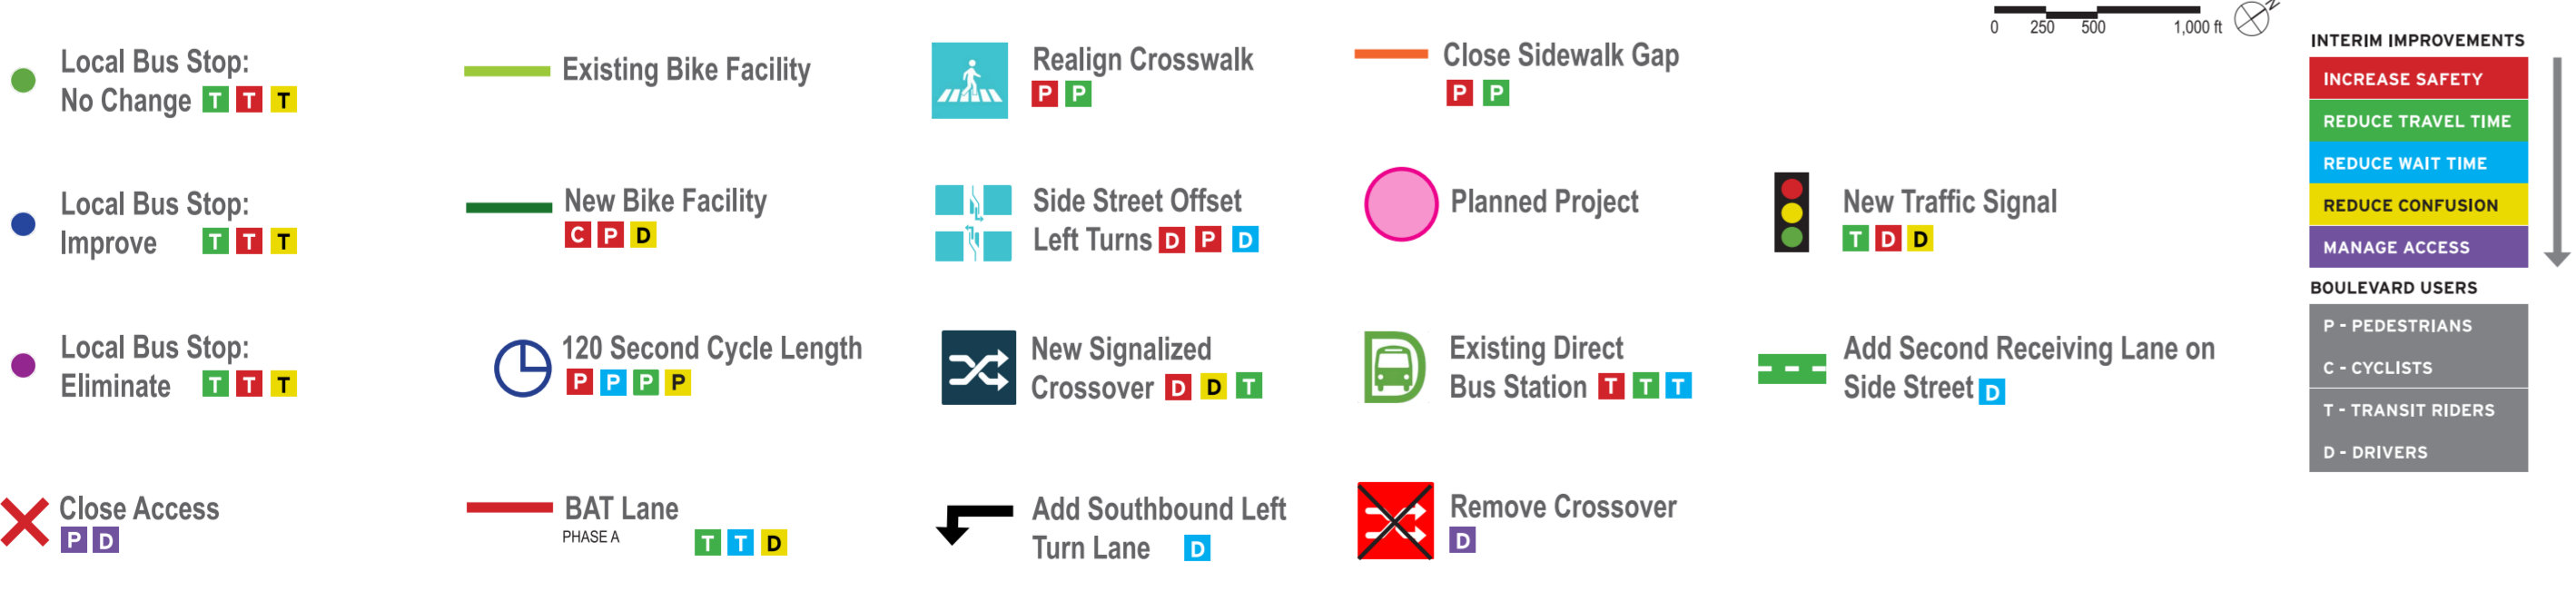 0 250 500 1,000 ft N
Local Bus Stop:
No Change T T T
Local Bus Stop:
Improve T T T
Local Bus Stop:
Eliminate T T T
Close Access
P D
Existing Bike Facility
New Bike Facility
C P D
120 Second Cycle Length
P P P P
BAT Lane
PHASE A T T D
Realign Crosswalk
P P
Side Street Offset
Left Turns D P D
New Signalized
Crossover D D T
Add Southbound Left
Turn Lane D
Close Sidewalk Gap
P P
Planned Project
Existing Direct
Bus Station T T T
Remove Crossover
D
New Traffic Signal
T D D
Add Second Receiving Lane on
Side Street D
INTERIM IMPROVEMENTS
INCREASE SAFETY
REDUCE TRAVEL TIME
REDUCE WAIT TIME
REDUCE CONFUSION
MANAGE ACCESS
BOULEVARD USERS
P - PEDESTRIANS
C - CYCLISTS
T - TRANSIT RIDERS
D - DRIVERS